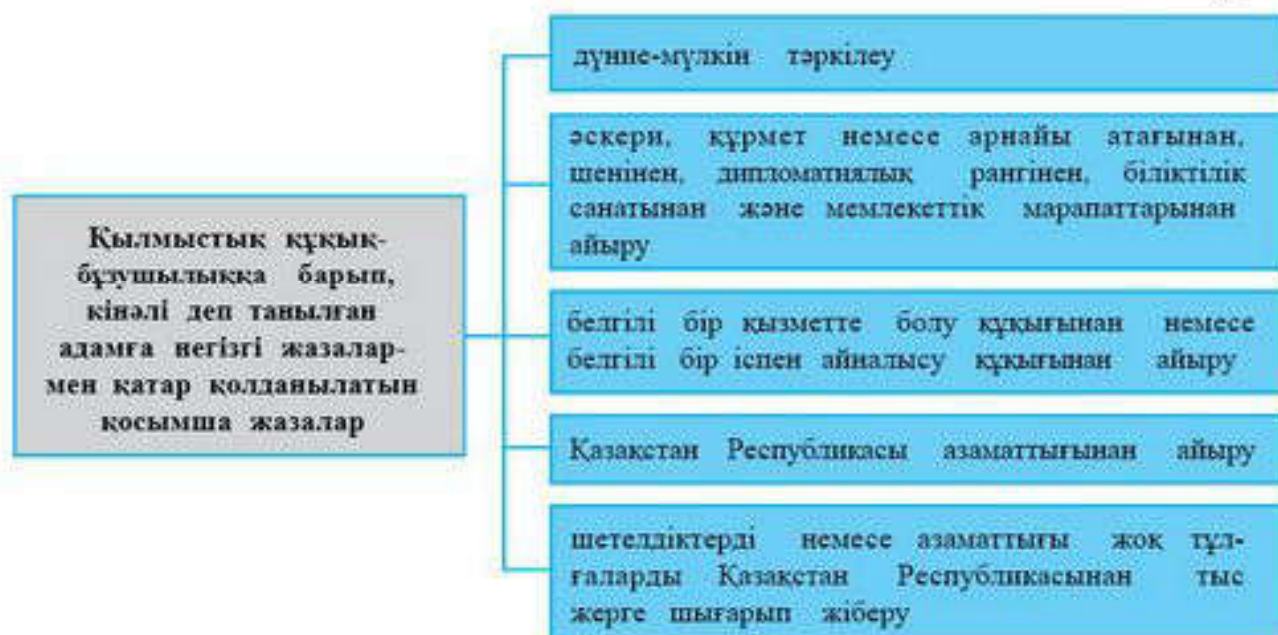 Қылмыстық құқық-
бұзушылыққа барып,
кінәлі деп танылған
адамға негізгі жазалар-
мен қатар қолданылатын
қосымша жазалар
дүние-мүлкін тәркілеу
әскери, құрмет немесе арнайы атағынан,
шенінен, дипломатиялық рангінен, біліктілік
санатынан және мемлекеттік марапаттарынан
айыру
белгілі бір қызметте болу құқығынан немесе
белгілі бір іспен айналысу құқығынан айыру
Қазақстан Республикасы азаматтығынан айыру
шетелдіктерді немесе азаматтығы жоқ тұл-
ғаларды Қазақстан Республикасынан тыс
жерге шығарып жіберу